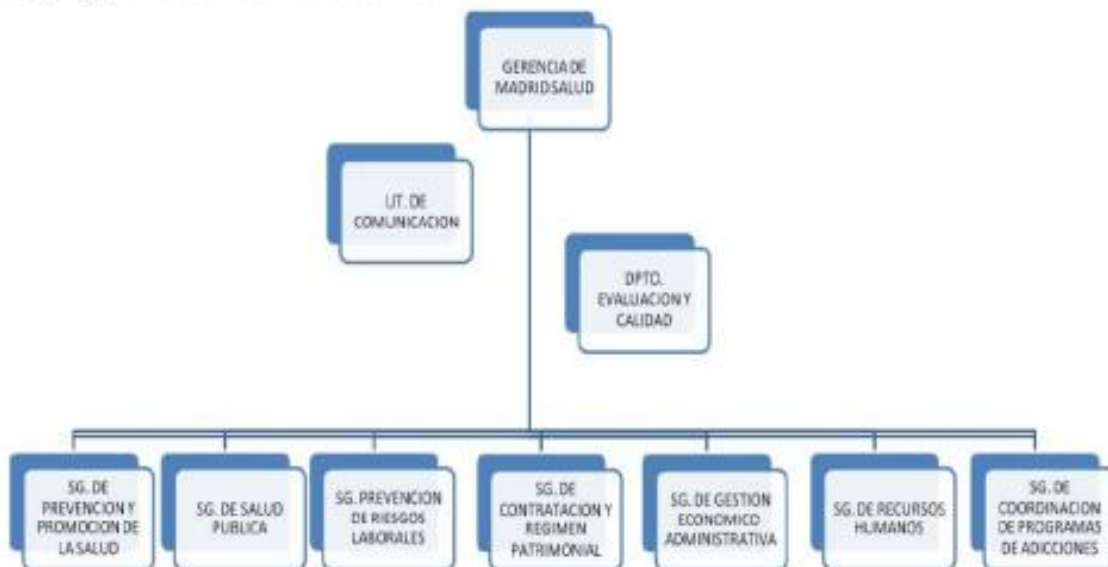 GERENCIA DE
MADRID SALUD
UT. DE
COMUNICACION
DPTO.
EVALUACION Y
CALIDAD
SG. DE
PREVENCION Y
PROMOCION DE
LA SALUD
SG. DE SALUD
PUBLICA
SG. PREVENCION
DE RIESGOS
LABORALES
SG. DE
CONTRATACION Y
REGIMEN
PATRIMONIAL
SG. DE GESTION
ECONOMICO
ADMINISTRATIVA
SG. DE RECURSOS
HUMANOS
SG. DE
COORDINACION
DE PROGRAMAS
DE ADICCIONES